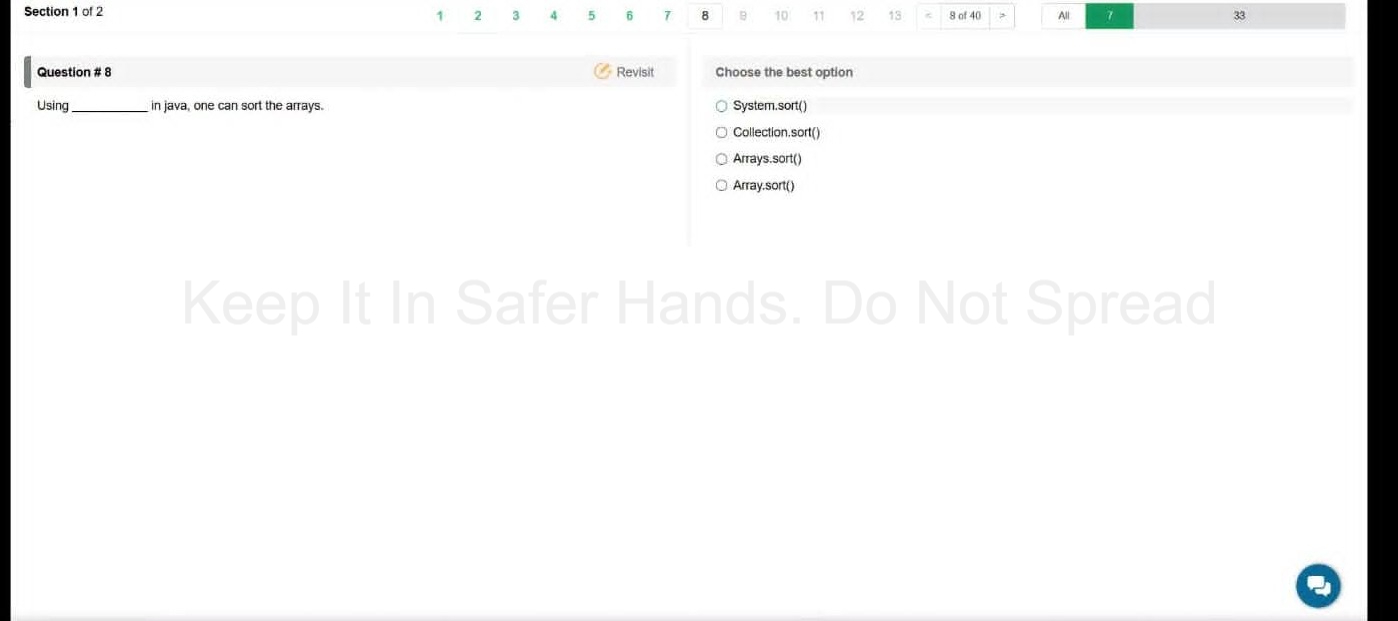 Section 1 of 2
1 2 3 4 5 6 7 8 9 10 11 12 13 < 8 of 40 > All 7 33
Question # 8
Revisit
Using ___________ in java, one can sort the arrays.
Choose the best option
System.sort()
Collection.sort()
Arrays.sort()
Array.sort()
Keep It In Safer Hands. Do Not Spread